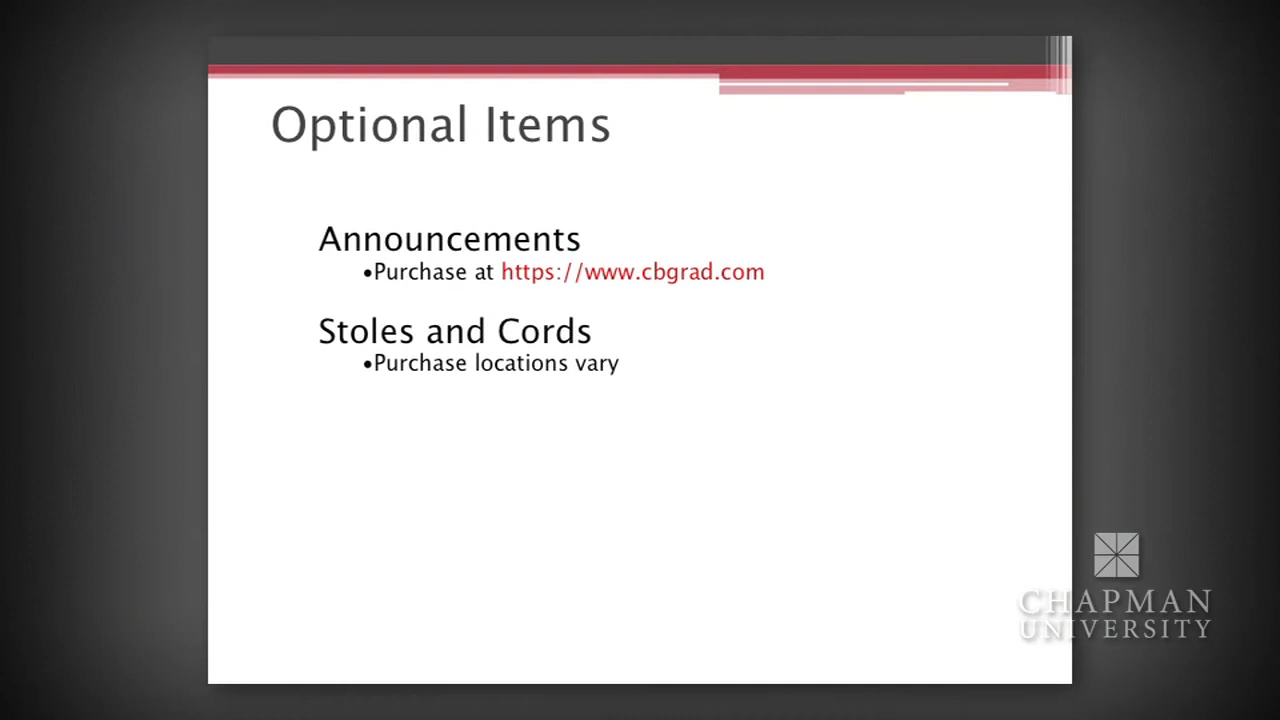 Optional Items
Announcements
•Purchase at https://www.cbgrad.com
Stoles and Cords
•Purchase locations vary
CHAPMAN
UNIVERSITY